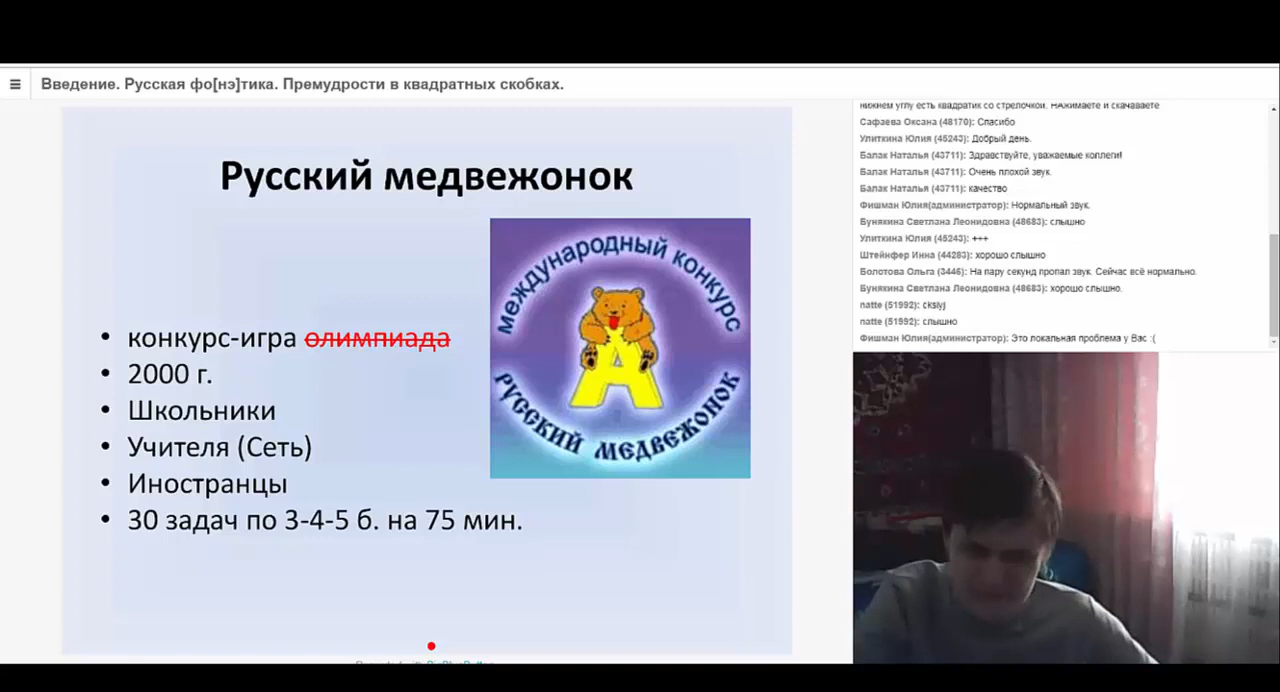 Введение. Русская фо[нэ]тика. Премудрости в квадратных скобках.
Русский медвежонок
• конкурс-игра олимпиада
• 2000 г.
• Школьники
• Учителя (Сеть)
• Иностранцы
• 30 задач по 3-4-5 б. на 75 мин.
международный конкурс
А
русский медвежонок
нижнем углу есть квадратик со стрелочкой. НАжимаете и скачаваете
Сафаева Оксана (48170): Спасибо
Улиткина Юлия (45243): Добрый день.
Балак Наталья (43711): Здравствуйте, уважаемые коллеги!
Балак Наталья (43711): Очень плохой звук.
Балак Наталья (43711): качество
Фишман Юлия(администратор): Нормальный звук.
Бунякина Светлана Леонидовна (48683): слышно
Улиткина Юлия (45243): +++
Штейнфер Инна (44283): хорошо слышно
Болотова Ольга (3446): На пару секунд пропал звук. Сейчас всё нормально.
Бунякина Светлана Леонидовна (48683): хорошо слышно.
natte (51992): cksiyj
natte (51992): слышно
Фишман Юлия(администратор): Это локальная проблема у Вас :(